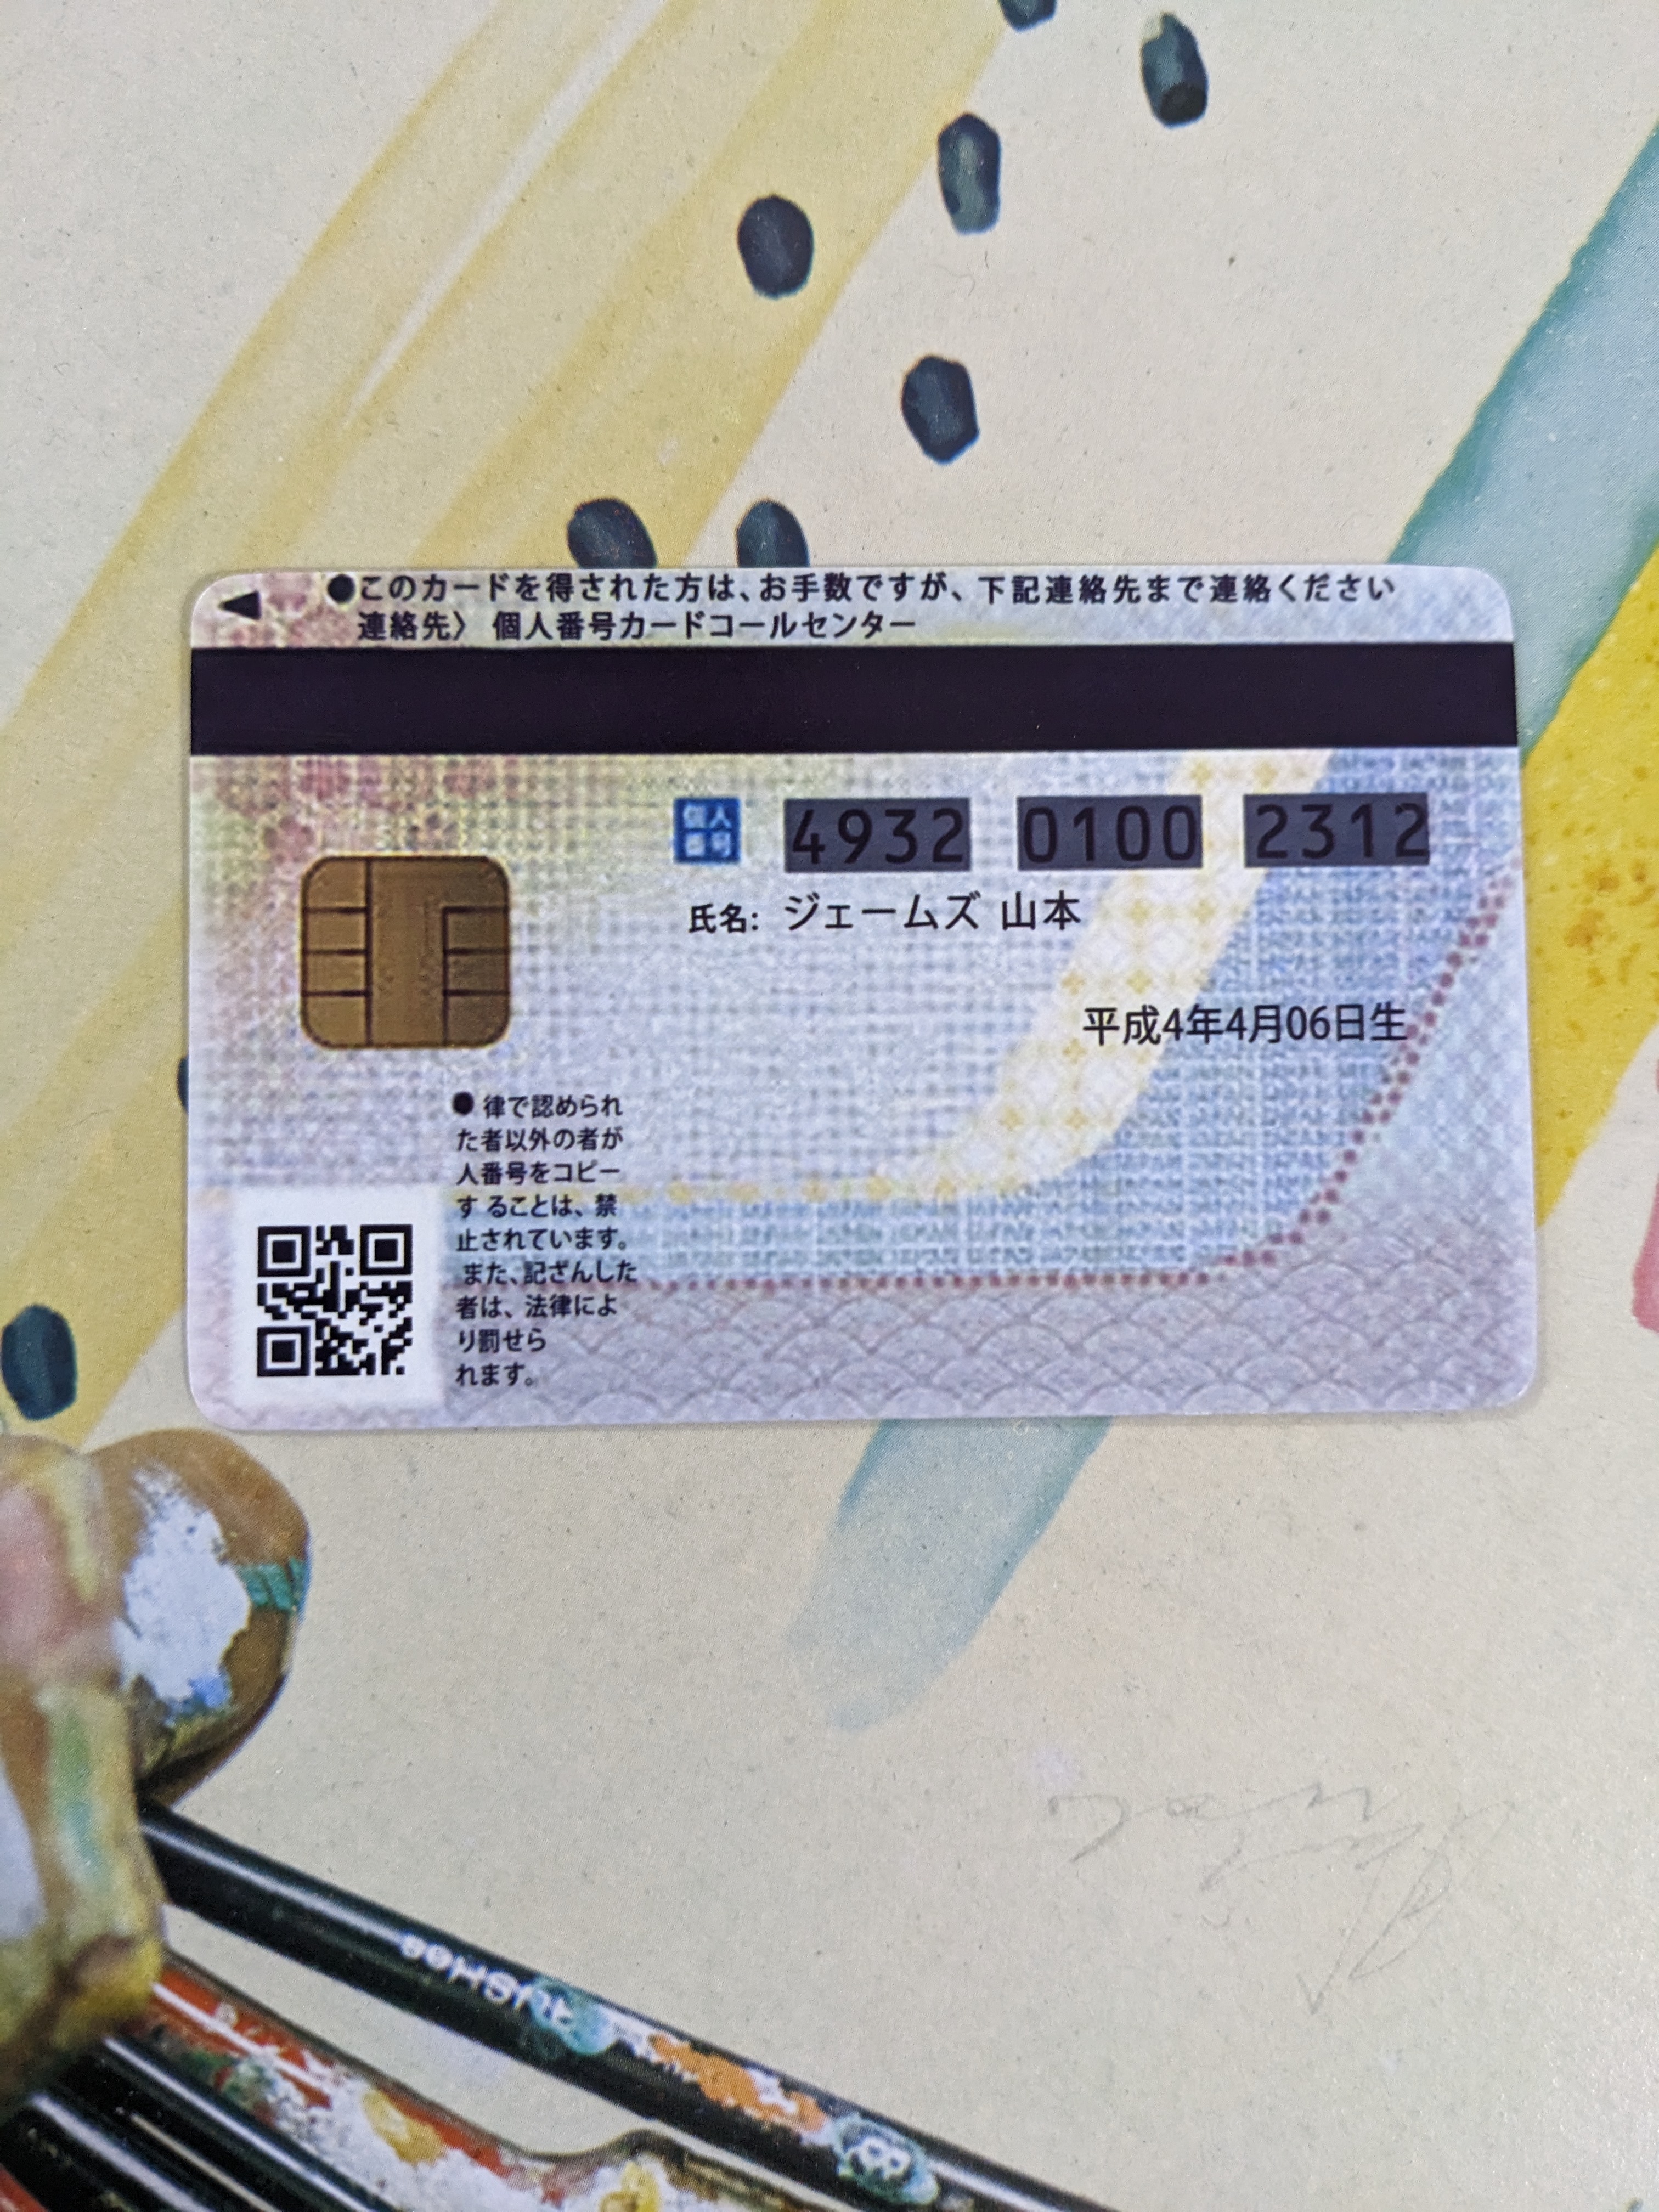 ●このカードを得された方は、お手数ですが、下記連絡先まで連絡ください
連絡先〉 個人番号カードコールセンター
個人番号 4932 0100 2312
氏名: ジェームズ 山本
平成4年4月06日生
● 律で認められ
た者以外の者が
人番号をコピー
す ることは、禁
止されています。
また、記ざんした
者は、法律によ
り罰せら
れます。